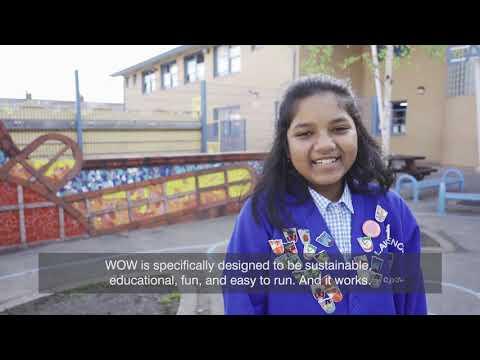 WOW is specifically designed to be sustainable,
educational, fun, and easy to run. And it works.